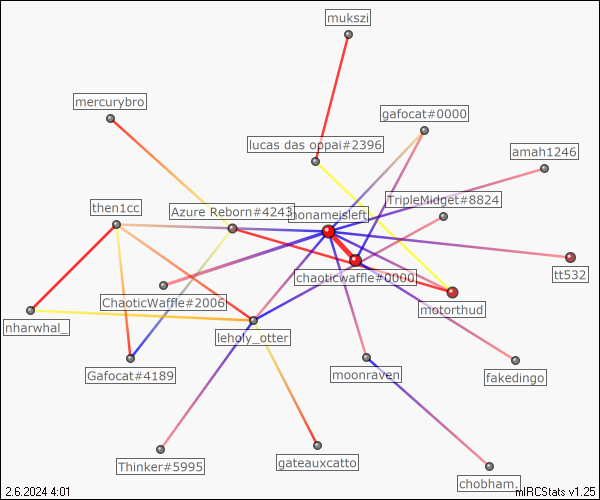 mukszi
mercurybro
gafocat#0000
lucas das oppai#2396
amah1246
TripleMidget#8824
then1cc
Azure Reborn#4243
nonameisleft
chaoticwaffle#0000
tt532
ChaoticWaffle#2006
motorthud
nharwhal_
leholy_otter
Gafocat#4189
moonraven
fakedingo
Thinker#5995
gateauxcatto
chobham.
2.6.2024 4:01
mIRCStats v1.25